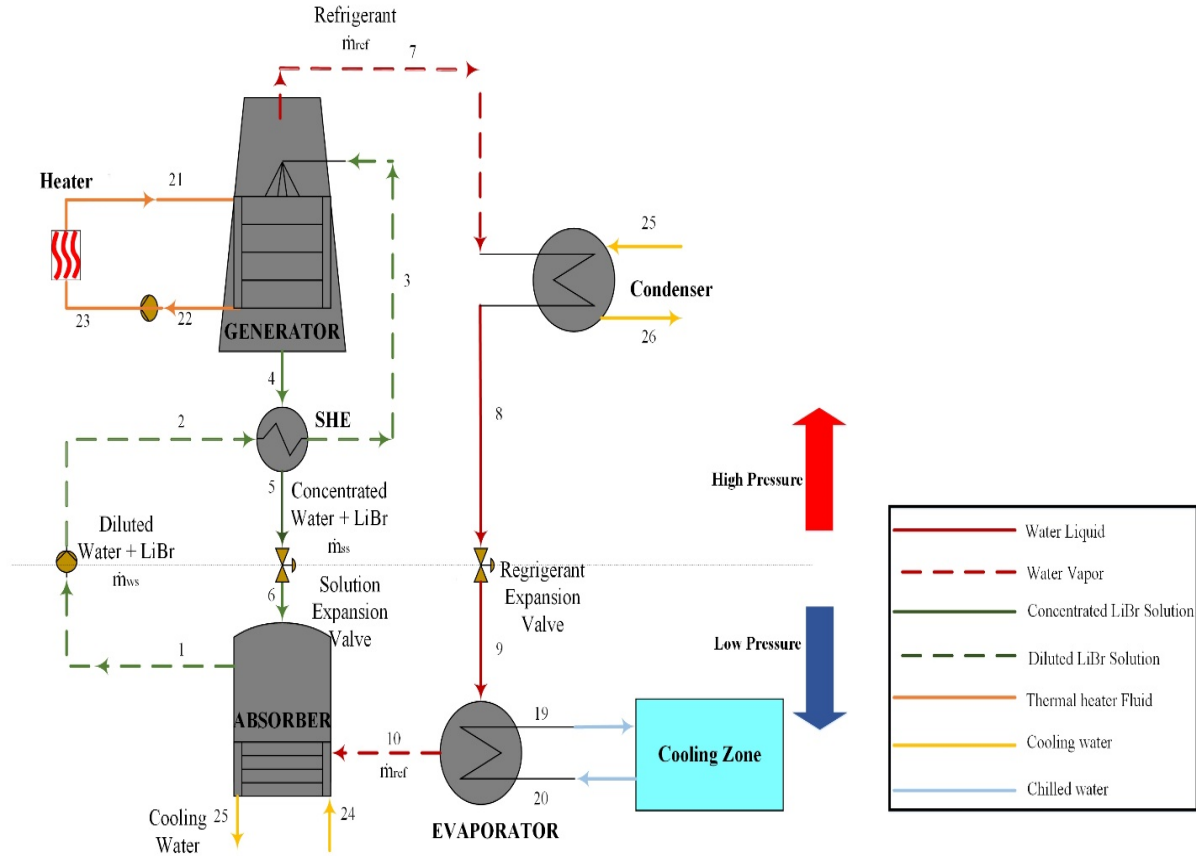 Refrigerant
ṁref
7
Heater
21
3
25
Condenser
26
23
22
GENERATOR
4
2
SHE
8
5
Concentrated
Water + LiBr
ṁss
High Pressure
Diluted
Water + LiBr
ṁws
Solution
Expansion
Valve
Regrigerant
Expansion
Valve
6
1
9
Low Pressure
ABSORBER
10
ṁref
19
Cooling Zone
20
25
24
Cooling
Water
EVAPORATOR
Water Liquid
Water Vapor
Concentrated LiBr Solution
Diluted LiBr Solution
Thermal heater Fluid
Cooling water
Chilled water